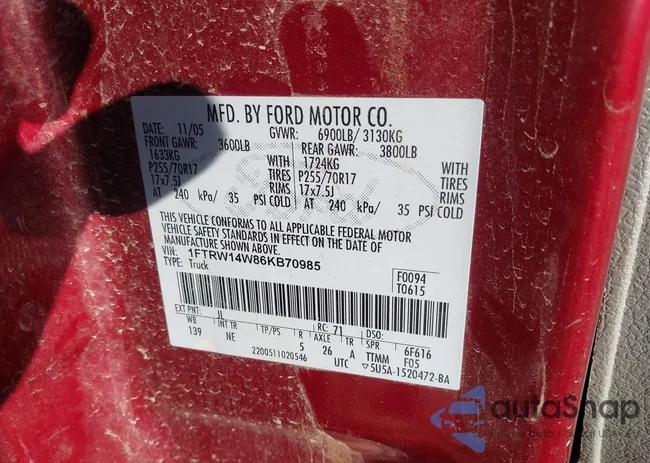 MFD. BY FORD MOTOR CO.
DATE: 11/05 GVWR: 6900LB/ 3130KG
FRONT GAWR: 3600LB REAR GAWR: 3800LB
1633KG 1724KG WITH
P255/70R17 P255/70R17 TIRES
17x7.5J RIMS 17x7.5J RIMS
AT 240 kPa/ 35 PSI COLD AT 240 kPa/ 35 PSI COLD
THIS VEHICLE CONFORMS TO ALL APPLICABLE FEDERAL MOTOR
VEHICLE SAFETY STANDARDS IN EFFECT ON THE DATE OF
MANUFACTURE SHOWN ABOVE.
VIN: 1FTRW14W86KB70985
TYPE: Truck
F0094
T0615
EXT PNT: JL RC: 71 DSO:
WB INT TR TP/PS R AXLE TR SPR 6F616
139 NE 5 26 A TTMM F05
2200511020546 UTC ▽5U5A-1520472-BA
autoSnap